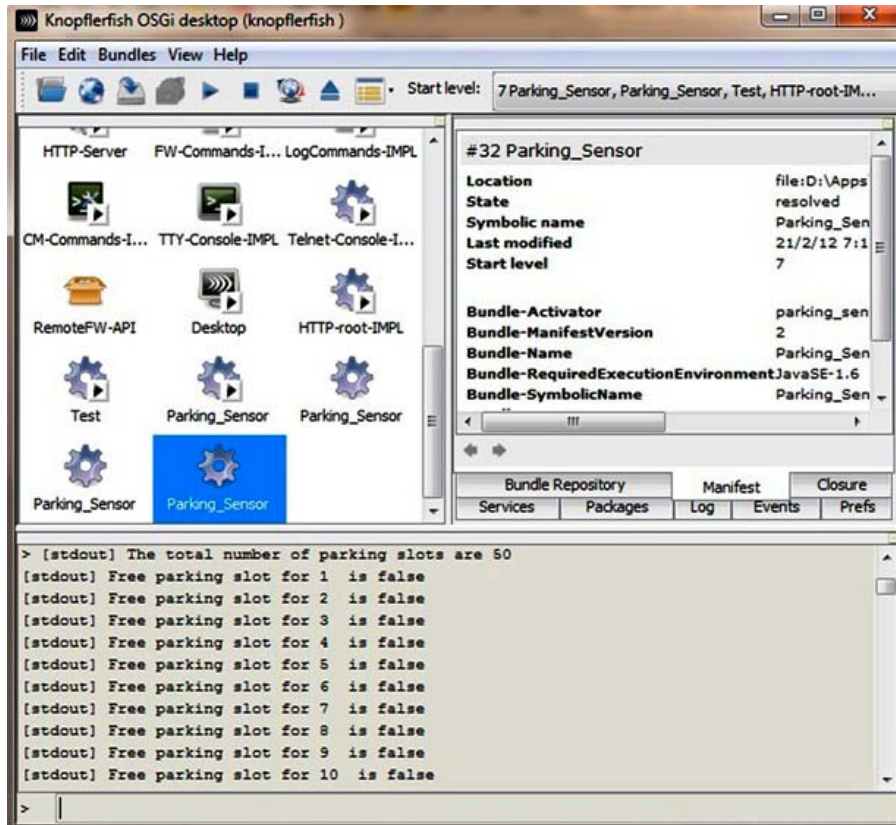 Knopflerfish OSGi desktop (knopflerfish )
File Edit Bundles View Help
Start level: 7 Parking_Sensor, Parking_Sensor, Test, HTTP-root-IM...
HTTP-Server FW-Commands-I... LogCommands-IMPL
CM-Commands-I... TTY-Console-IMPL Telnet-Console-I...
RemoteFW-API Desktop HTTP-root-IMPL
Test Parking_Sensor Parking_Sensor
Parking_Sensor Parking_Sensor
#32 Parking_Sensor
Location file:D:\Apps
State resolved
Symbolic name Parking_Sen
Last modified 21/2/12 7:1
Start level 7
Bundle-Activator parking_sen
Bundle-ManifestVersion 2
Bundle-Name Parking_Sen
Bundle-RequiredExecutionEnvironment JavaSE-1.6
Bundle-SymbolicName Parking_Sen
Bundle Repository Manifest Closure
Services Packages Log Events Prefs
> [stdout] The total number of parking slots are 50
[stdout] Free parking slot for 1 is false
[stdout] Free parking slot for 2 is false
[stdout] Free parking slot for 3 is false
[stdout] Free parking slot for 4 is false
[stdout] Free parking slot for 5 is false
[stdout] Free parking slot for 6 is false
[stdout] Free parking slot for 7 is false
[stdout] Free parking slot for 8 is false
[stdout] Free parking slot for 9 is false
[stdout] Free parking slot for 10 is false
>